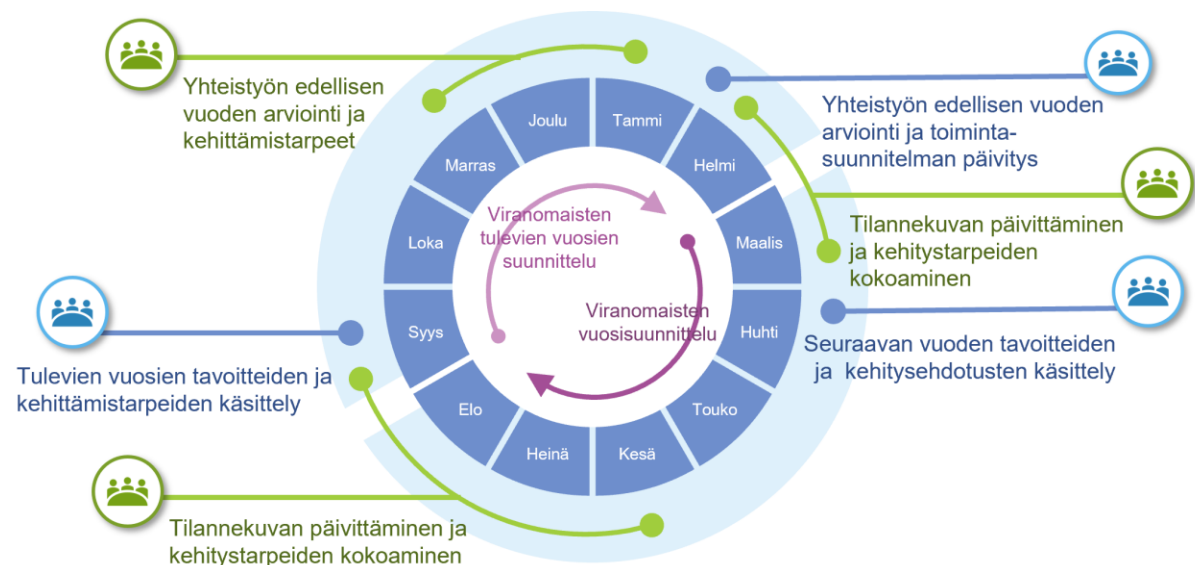 Yhteistyön edellisen
vuoden arviointi ja
kehittämistarpeet
Yhteistyön edellisen vuoden
arviointi ja toiminta-
suunnitelman päivitys
Tilannekuvan päivittäminen
ja kehitystarpeiden
kokoaminen
Seuraavan vuoden tavoitteiden
ja kehitysehdotusten käsittely
Tulevien vuosien tavoitteiden ja
kehittämistarpeiden käsittely
Tilannekuvan päivittäminen ja
kehitystarpeiden kokoaminen
Tammi
Helmi
Maalis
Huhti
Touko
Kesä
Heinä
Elo
Syys
Loka
Marras
Joulu
Viranomaisten
tulevien vuosien
suunnittelu
Viranomaisten
vuosisuunnittelu